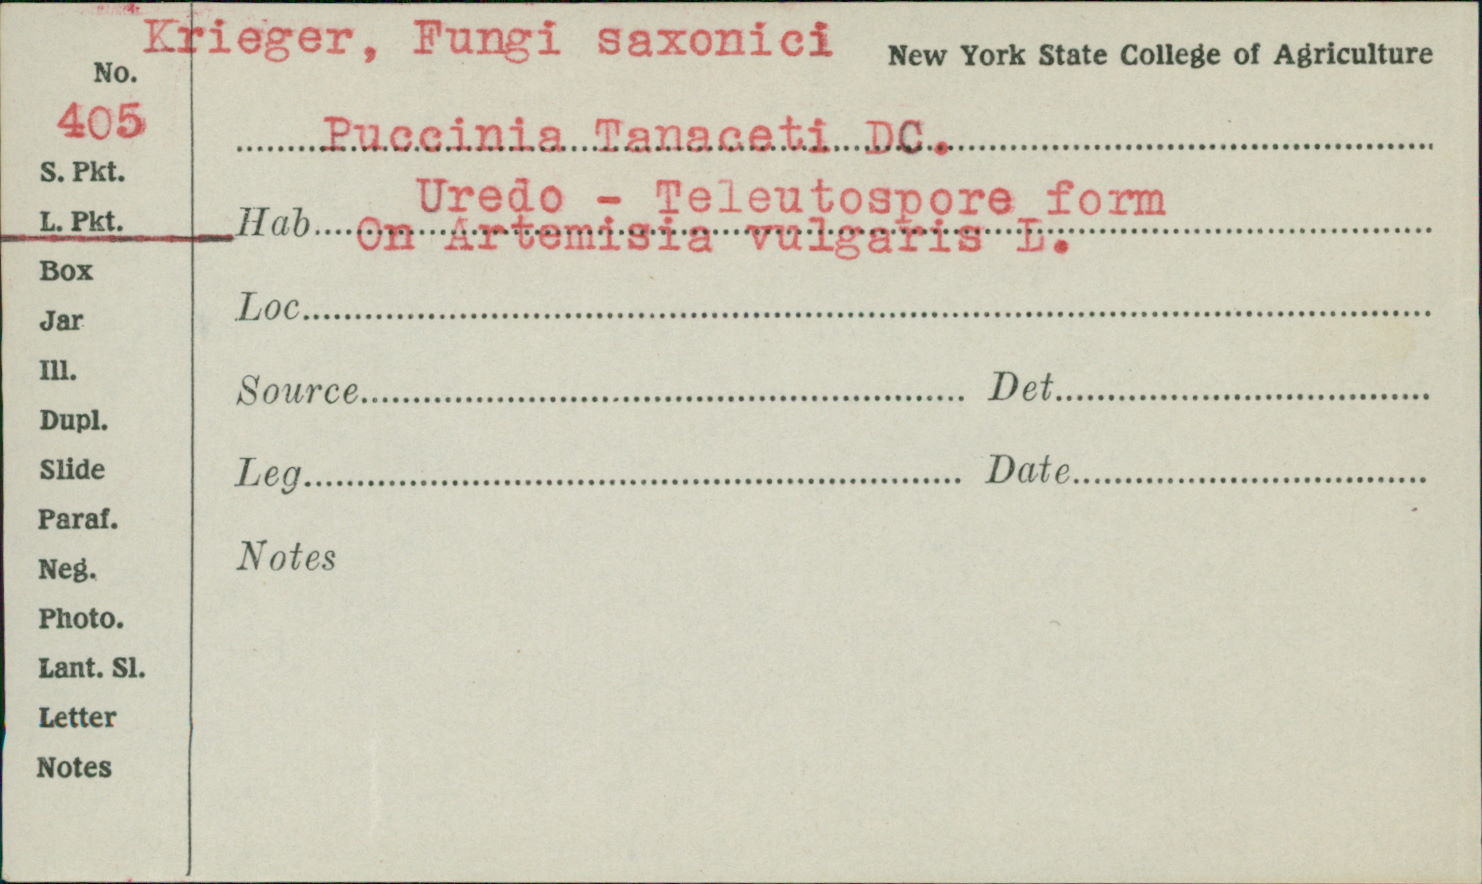 Krieger, Fungi saxonici
New York State College of Agriculture
No.
405
Puccinia Tanaceti DC.
S. Pkt.
Uredo - Teleutospore form
L. Pkt.
Hab. On Artemisia vulgaris L.
Box
Loc.
Jar
Ill.
Source Det.
Dupl.
Slide
Leg. Date
Paraf.
Notes
Neg.
Photo.
Lant. Sl.
Letter
Notes